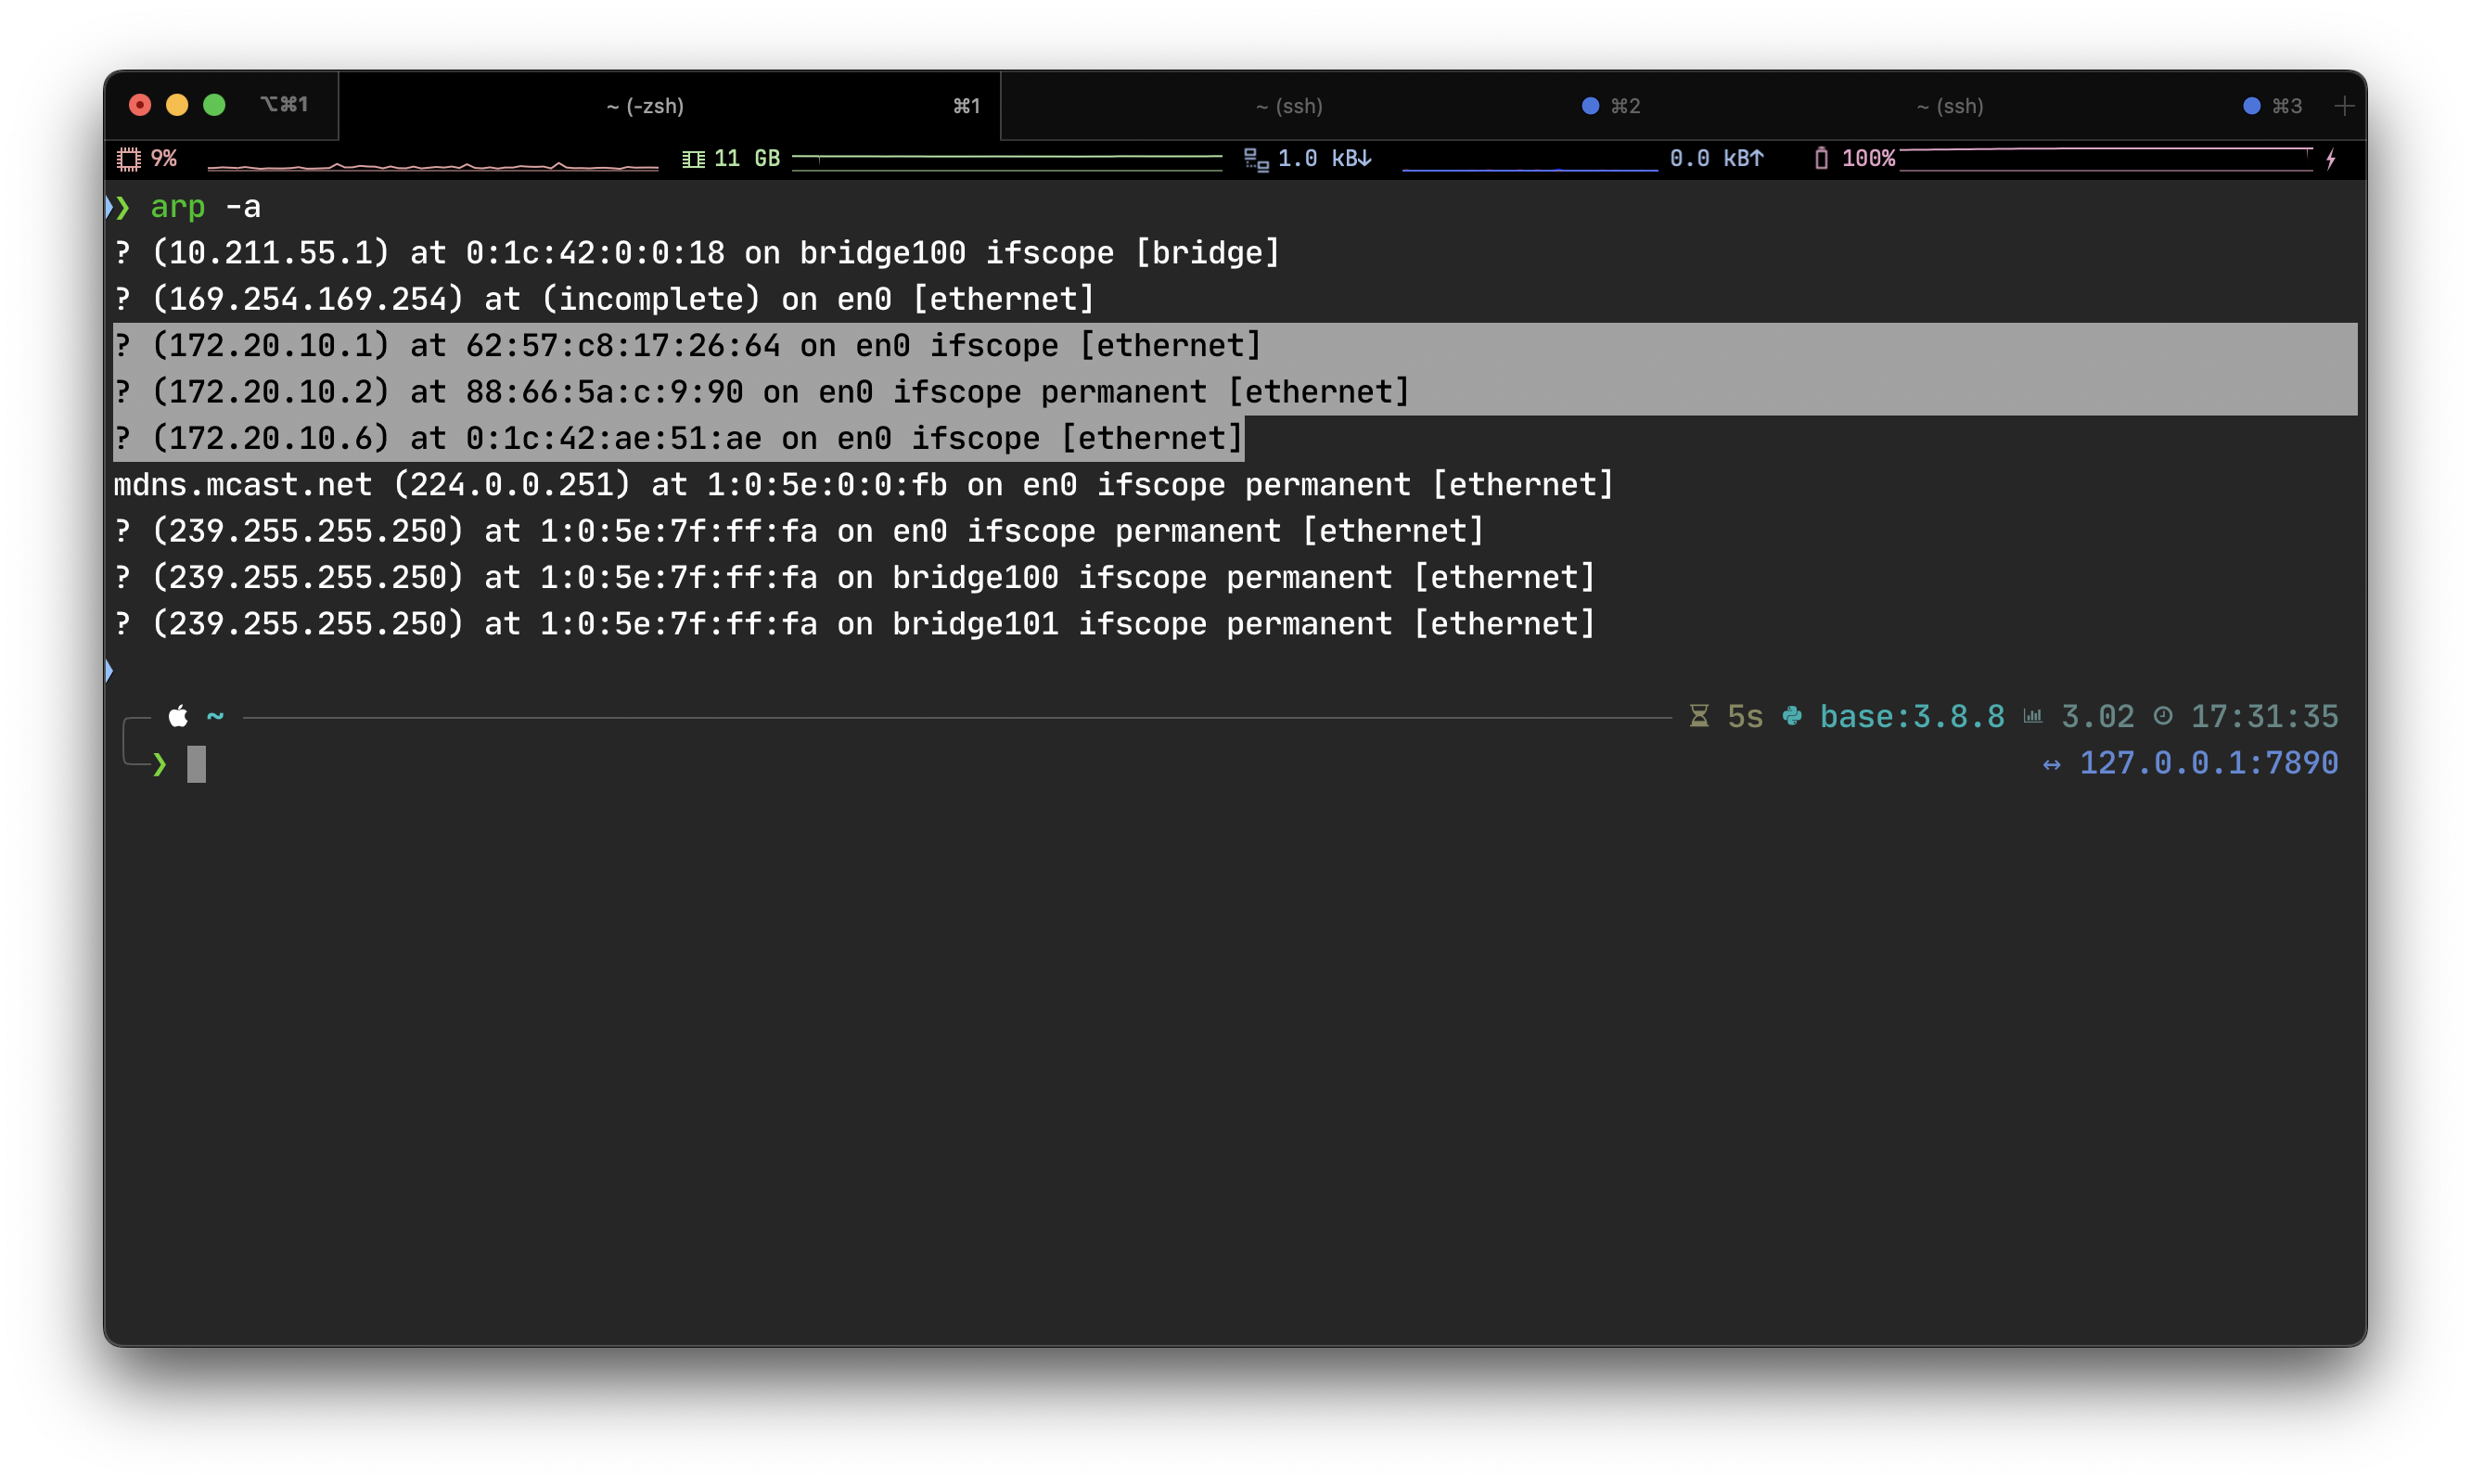 ⌥⌘1 ~ (-zsh) ⌘1 ~ (ssh) ⌘2 ~ (ssh) ⌘3 +
9% 11 GB 1.0 kB↓ 0.0 kB↑ 100%
❯ arp -a
? (10.211.55.1) at 0:1c:42:0:0:18 on bridge100 ifscope [bridge]
? (169.254.169.254) at (incomplete) on en0 [ethernet]
? (172.20.10.1) at 62:57:c8:17:26:64 on en0 ifscope [ethernet]
? (172.20.10.2) at 88:66:5a:c:9:90 on en0 ifscope permanent [ethernet]
? (172.20.10.6) at 0:1c:42:ae:51:ae on en0 ifscope [ethernet]
mdns.mcast.net (224.0.0.251) at 1:0:5e:0:0:fb on en0 ifscope permanent [ethernet]
? (239.255.255.250) at 1:0:5e:7f:ff:fa on en0 ifscope permanent [ethernet]
? (239.255.255.250) at 1:0:5e:7f:ff:fa on bridge100 ifscope permanent [ethernet]
? (239.255.255.250) at 1:0:5e:7f:ff:fa on bridge101 ifscope permanent [ethernet]
~ 5s base:3.8.8 3.02 17:31:35
❯ ↔ 127.0.0.1:7890